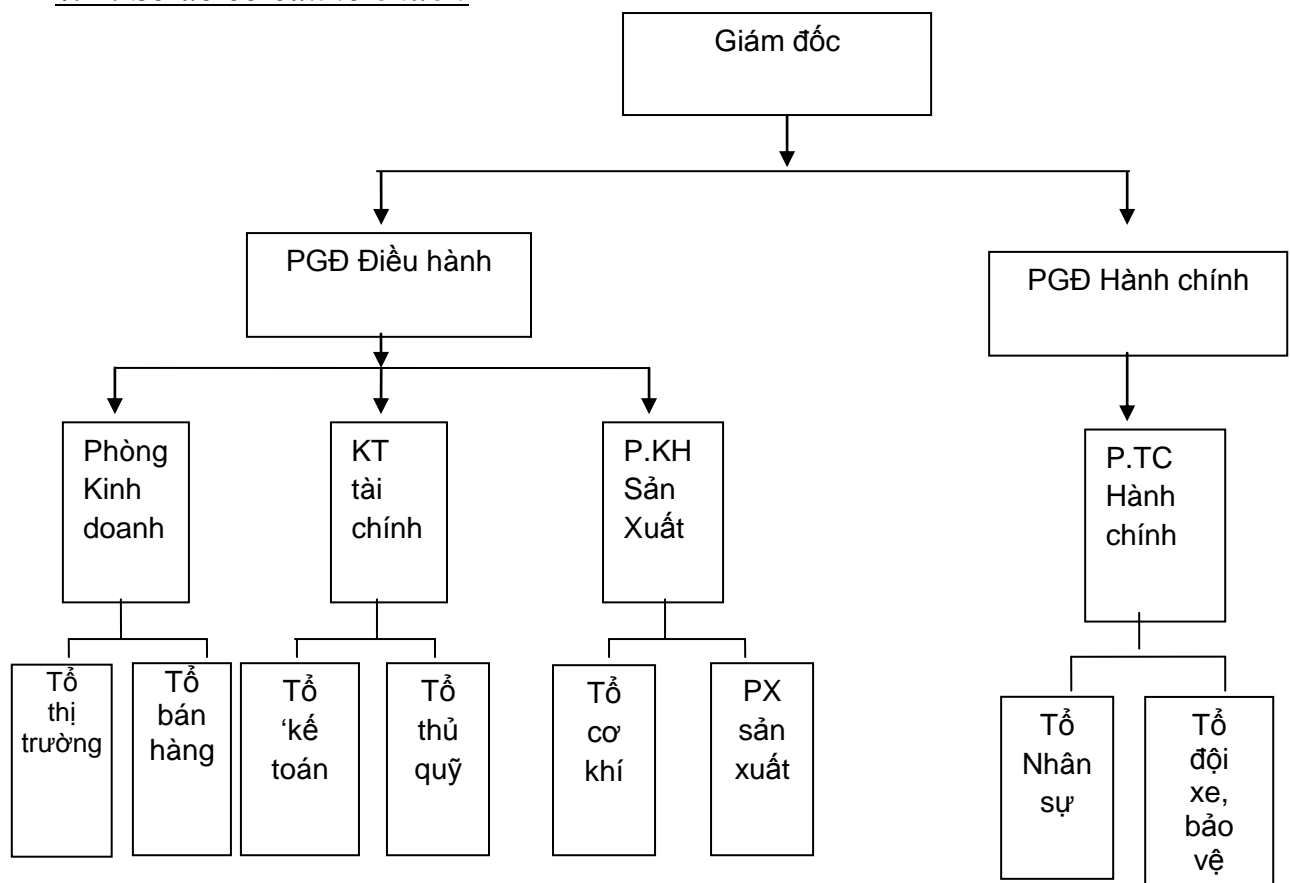 Giám đốc
PGĐ Điều hành
PGĐ Hành chính
Phòng
Kinh
doanh
KT
tài
chính
P.KH
Sản
Xuất
P.TC
Hành
chính
Tổ
thị
trường
Tổ
bán
hàng
Tổ
‘kế
toán
Tổ
thủ
quỹ
Tổ
cơ
khí
PX
sản
xuất
Tổ
Nhân
sự
Tổ
đội
xe,
bảo
vệ